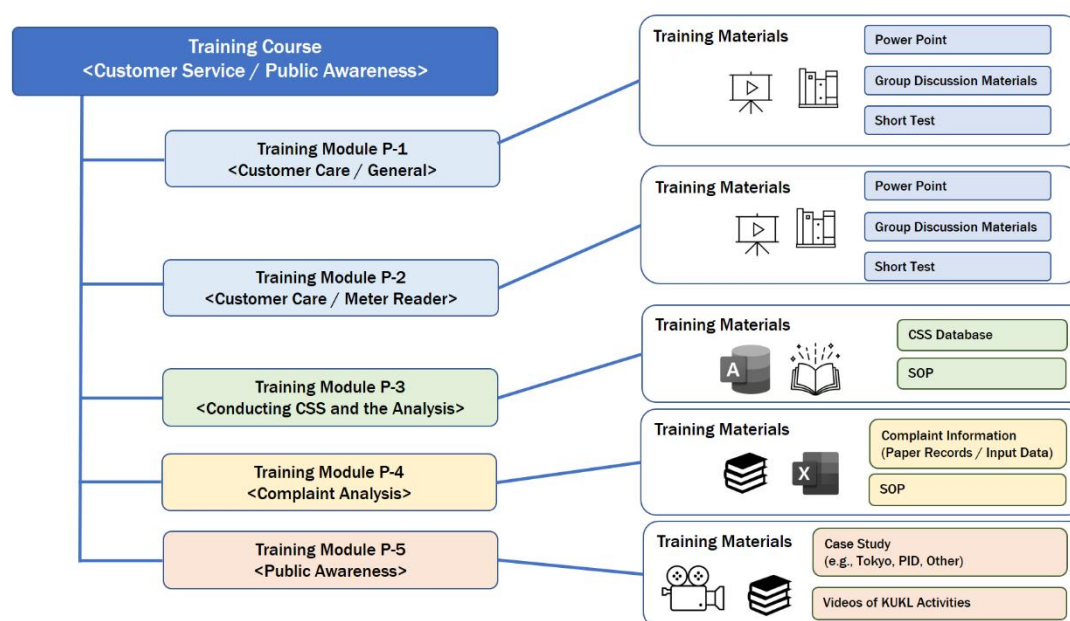 Training Course
<Customer Service / Public Awareness>
Training Module P-1
<Customer Care / General>
Training Materials
Power Point
Group Discussion Materials
Short Test
Training Module P-2
<Customer Care / Meter Reader>
Training Materials
Power Point
Group Discussion Materials
Short Test
Training Module P-3
<Conducting CSS and the Analysis>
Training Materials
A
CSS Database
SOP
Training Module P-4
<Complaint Analysis>
Training Materials
X
Complaint Information
(Paper Records / Input Data)
SOP
Training Module P-5
<Public Awareness>
Training Materials
Case Study
(e.g., Tokyo, PID, Other)
Videos of KUKL Activities